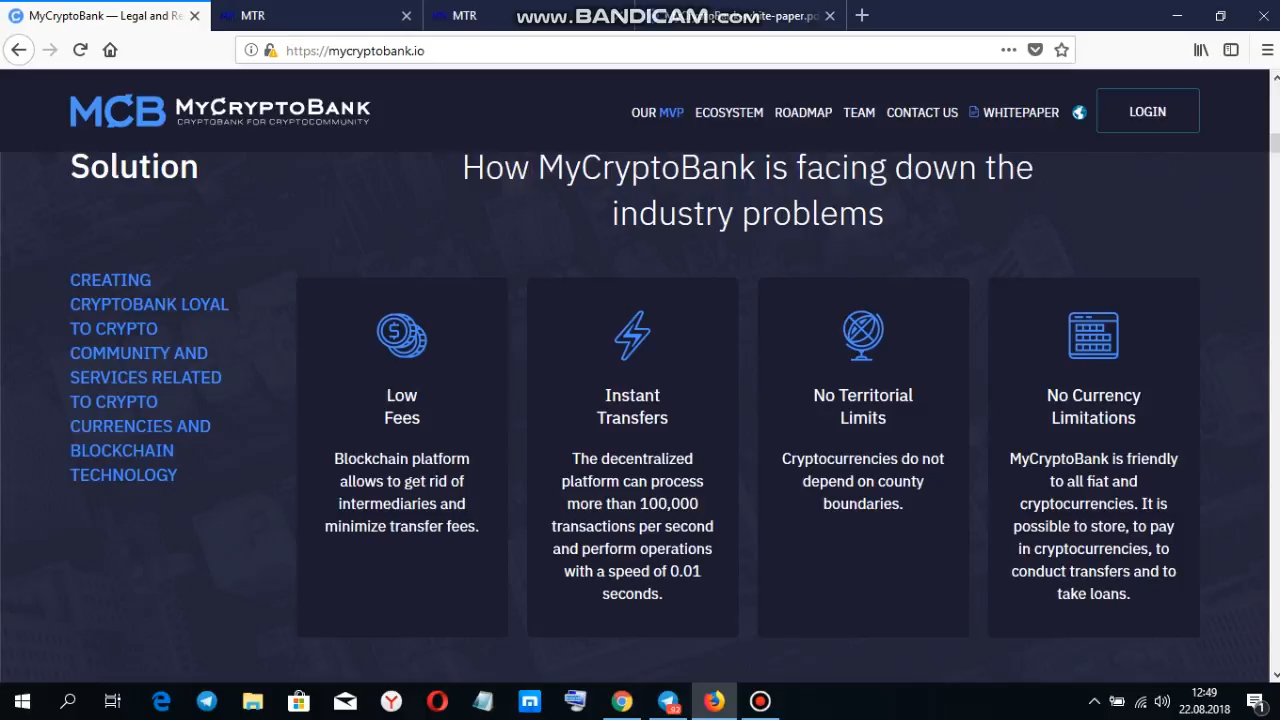 MyCryptoBank — Legal and Re
MTR
MTR
www.BANDICAM.com
hite-paper.p
https://mycryptobank.io
MCB MYCRYPTOBANK
CRYPTOBANK FOR CRYPTOCOMMUNITY
OUR MVP ECOSYSTEM ROADMAP TEAM CONTACT US WHITEPAPER LOGIN
Solution
How MyCryptoBank is facing down the
industry problems
CREATING
CRYPTOBANK LOYAL
TO CRYPTO
COMMUNITY AND
SERVICES RELATED
TO CRYPTO
CURRENCIES AND
BLOCKCHAIN
TECHNOLOGY
Low
Fees
Blockchain platform
allows to get rid of
intermediaries and
minimize transfer fees.
Instant
Transfers
The decentralized
platform can process
more than 100,000
transactions per second
and perform operations
with a speed of 0.01
seconds.
No Territorial
Limits
Cryptocurrencies do not
depend on county
boundaries.
No Currency
Limitations
MyCryptoBank is friendly
to all fiat and
cryptocurrencies. It is
possible to store, to pay
in cryptocurrencies, to
conduct transfers and to
take loans.
12:49
22.08.2018